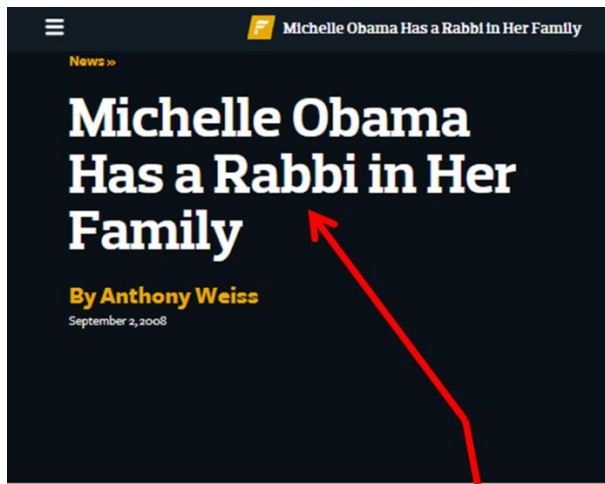 Michelle Obama Has a Rabbi in Her Family
News »
Michelle Obama
Has a Rabbi in Her
Family
By Anthony Weiss
September 2, 2008